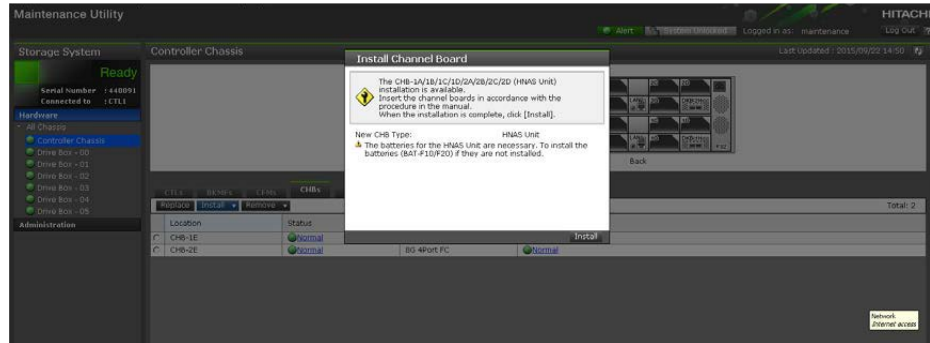 Maintenance Utility
HITACHI
Alert
System Unlocked
Logged in as: maintenance
Log Out
Storage System
Controller Chassis
Last Updated : 2015/09/22 14:50
Ready
Serial Number : 440091
Connected to : CTL1
Hardware
All Chassis
Controller Chassis
Drive Box - 00
Drive Box - 01
Drive Box - 02
Drive Box - 03
Drive Box - 04
Drive Box - 05
Administration
Install Channel Board
The CHB-1A/1B/1C/1D/2A/2B/2C/2D (HNAS Unit)
installation is available.
Insert the channel boards in accordance with the
procedure in the manual.
When the installation is complete, click [Install].
New CHB Type: HNAS Unit
The batteries for the HNAS Unit are necessary. To install the
batteries (BAT-F10/F20) if they are not installed.
Install
Back
CTLs BKMFs CFMs CHBs
Replace Install Remove
Total: 2
Location Status
CHB-1E Normal
CHB-2E Normal 8G 4Port FC Normal
Network
Internet access